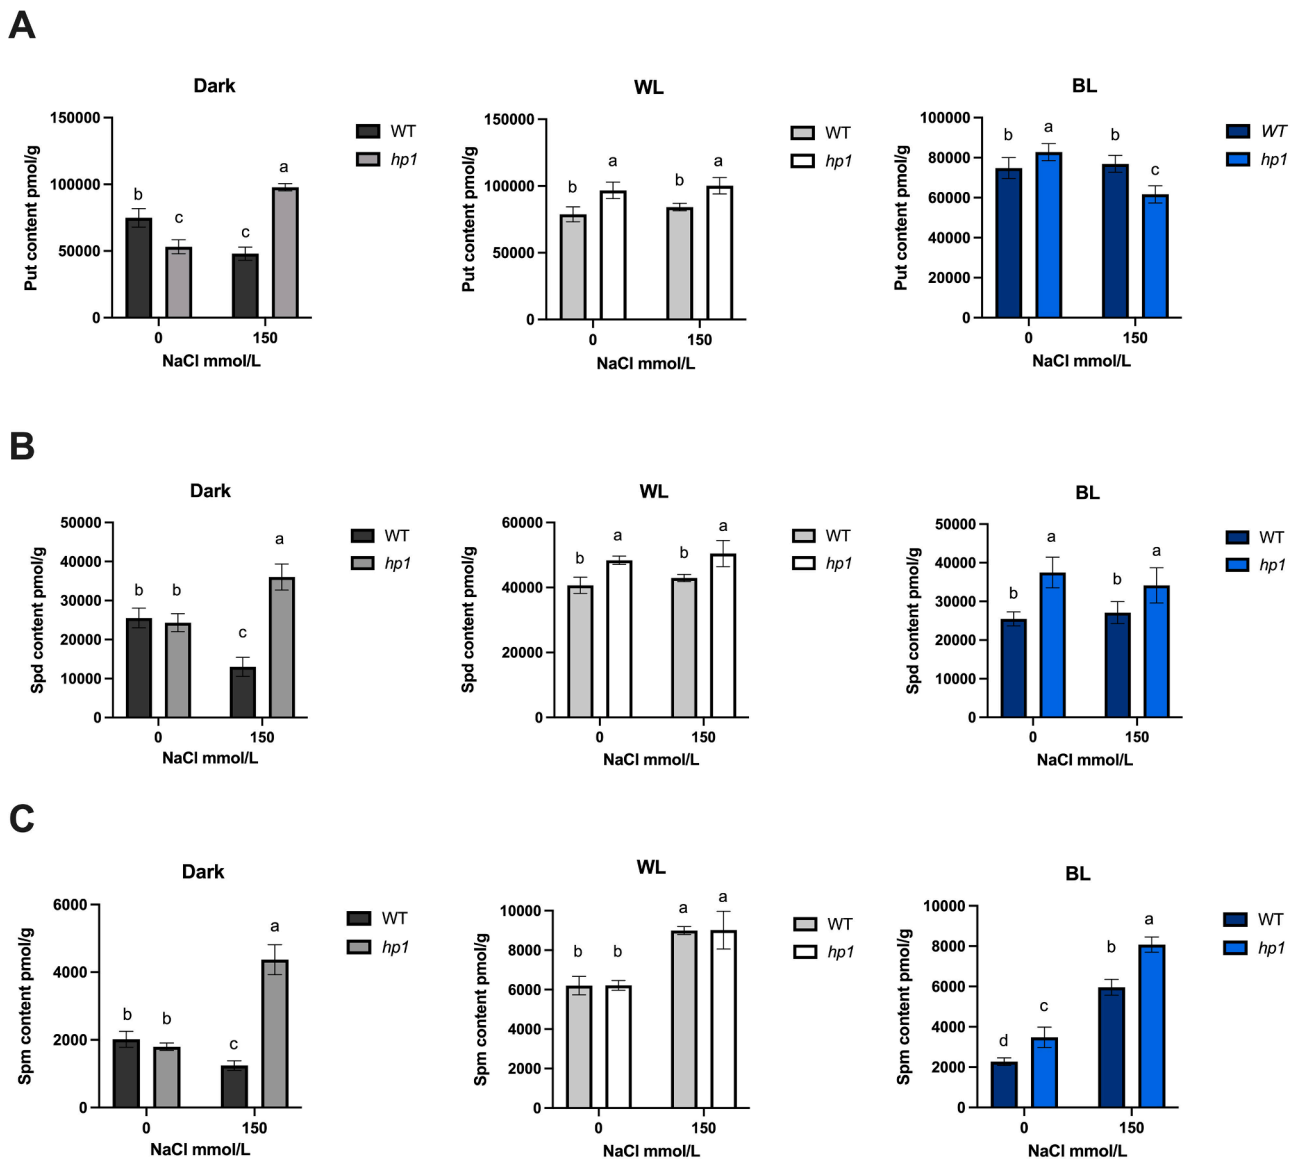 A
Dark
150000
100000
50000
0
Put content pmol/g
b
c
c
a
0
150
NaCl mmol/L
WT
hp1
WL
150000
100000
50000
0
Put content pmol/g
b
a
b
a
0
150
NaCl mmol/L
WT
hp1
BL
100000
80000
60000
40000
20000
0
Put content pmol/g
b
a
b
c
0
150
NaCl mmol/L
WT
hp1
B
Dark
50000
40000
30000
20000
10000
0
Spd content pmol/g
b
b
c
a
0
150
NaCl mmol/L
WT
hp1
WL
60000
40000
20000
0
Spd content pmol/g
b
a
b
a
0
150
NaCl mmol/L
WT
hp1
BL
50000
40000
30000
20000
10000
0
Spd content pmol/g
b
a
b
a
0
150
NaCl mmol/L
WT
hp1
C
Dark
6000
4000
2000
0
Spm content pmol/g
b
b
c
a
0
150
NaCl mmol/L
WT
hp1
WL
10000
8000
6000
4000
2000
0
Spm content pmol/g
b
b
a
a
0
150
NaCl mmol/L
WT
hp1
BL
10000
8000
6000
4000
2000
0
Spm content pmol/g
d
c
b
a
0
150
NaCl mmol/L
WT
hp1